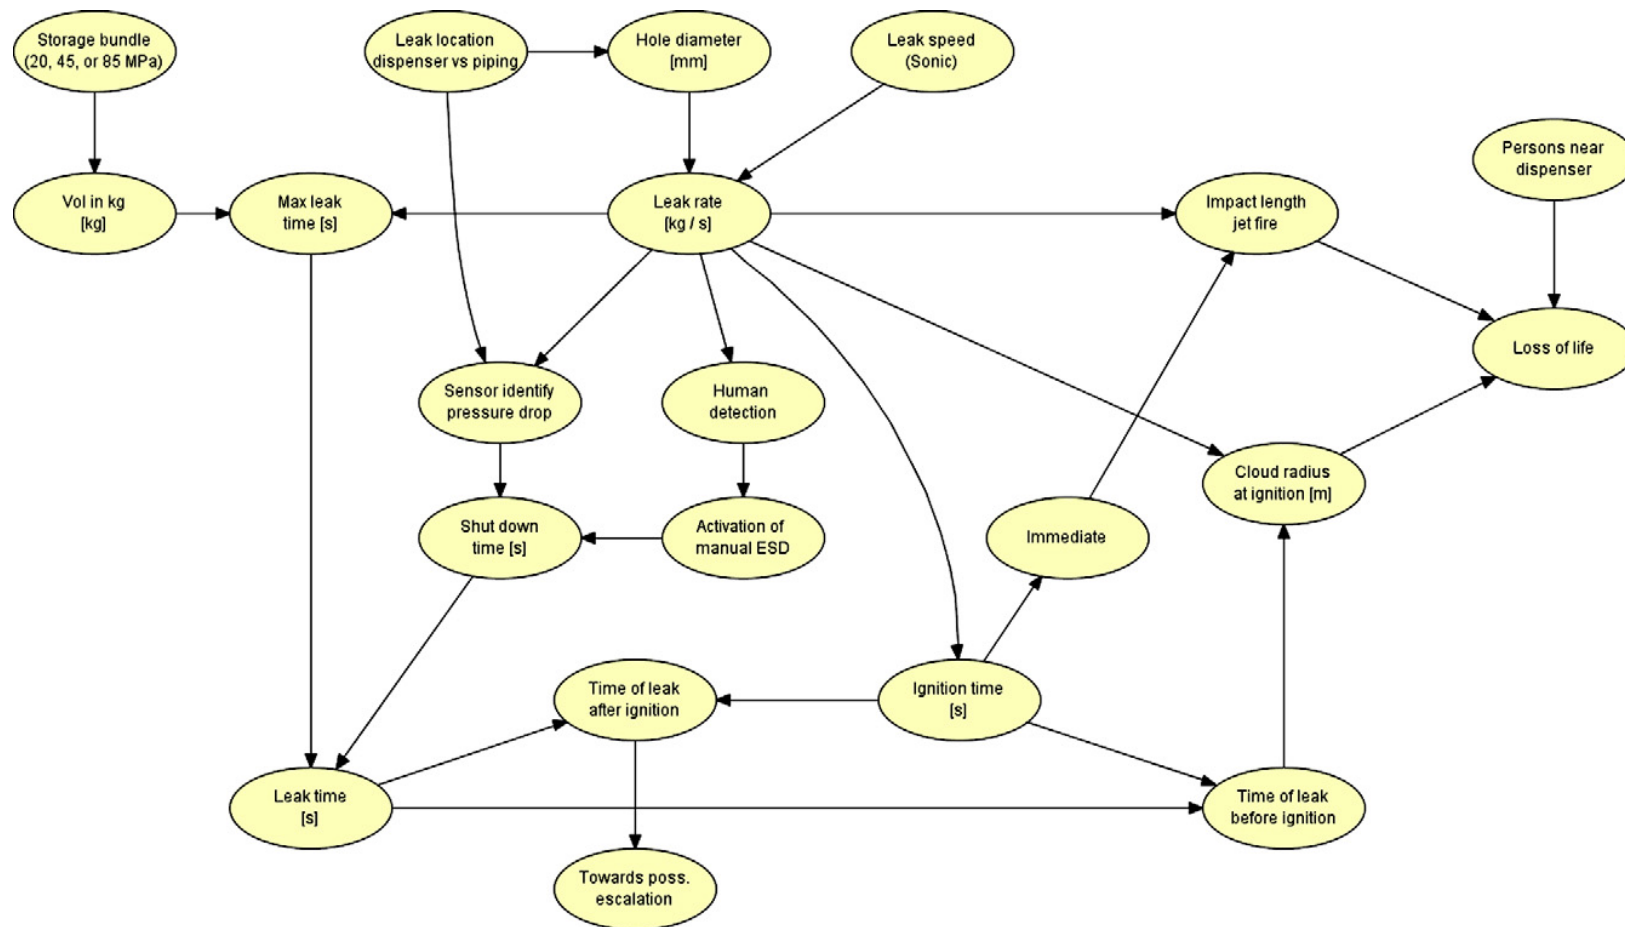 Storage bundle
(20, 45, or 85 MPa)
Leak location
dispenser vs piping
Hole diameter
[mm]
Leak speed
(Sonic)
Persons near
dispenser
Vol in kg
[kg]
Max leak
time [s]
Leak rate
[kg / s]
Impact length
jet fire
Loss of life
Sensor identify
pressure drop
Human
detection
Cloud radius
at ignition [m]
Shut down
time [s]
Activation of
manual ESD
Immediate
Time of leak
after ignition
Ignition time
[s]
Leak time
[s]
Time of leak
before ignition
Towards poss.
escalation